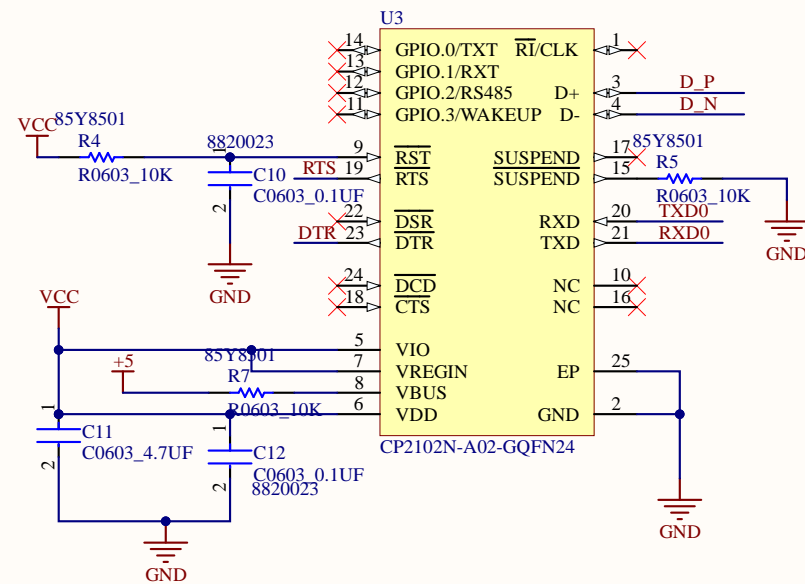 U3
14 GPIO.0/TXT RI/CLK 1
13 GPIO.1/RXT
12 GPIO.2/RS485 D+ 3 D_P
11 GPIO.3/WAKEUP D- 4 D_N
VCC 85Y8501
R4
R0603_10K
8820023
1
C10
C0603_0.1UF
2
GND
9 RST SUSPEND 17
RTS 19 RTS SUSPEND 15
85Y8501
R5
R0603_10K
GND
22 DSR RXD 20 TXD0
DTR 23 DTR TXD 21 RXD0
24 DCD NC 10
18 CTS NC 16
VCC
5 VIO
7 VREGIN EP 25
+5
85Y8501
R7
R0603_10K
8 VBUS
6 VDD GND 2
CP2102N-A02-GQFN24
1
C11
C0603_4.7UF
2
1
C12
C0603_0.1UF
2
8820023
GND
GND